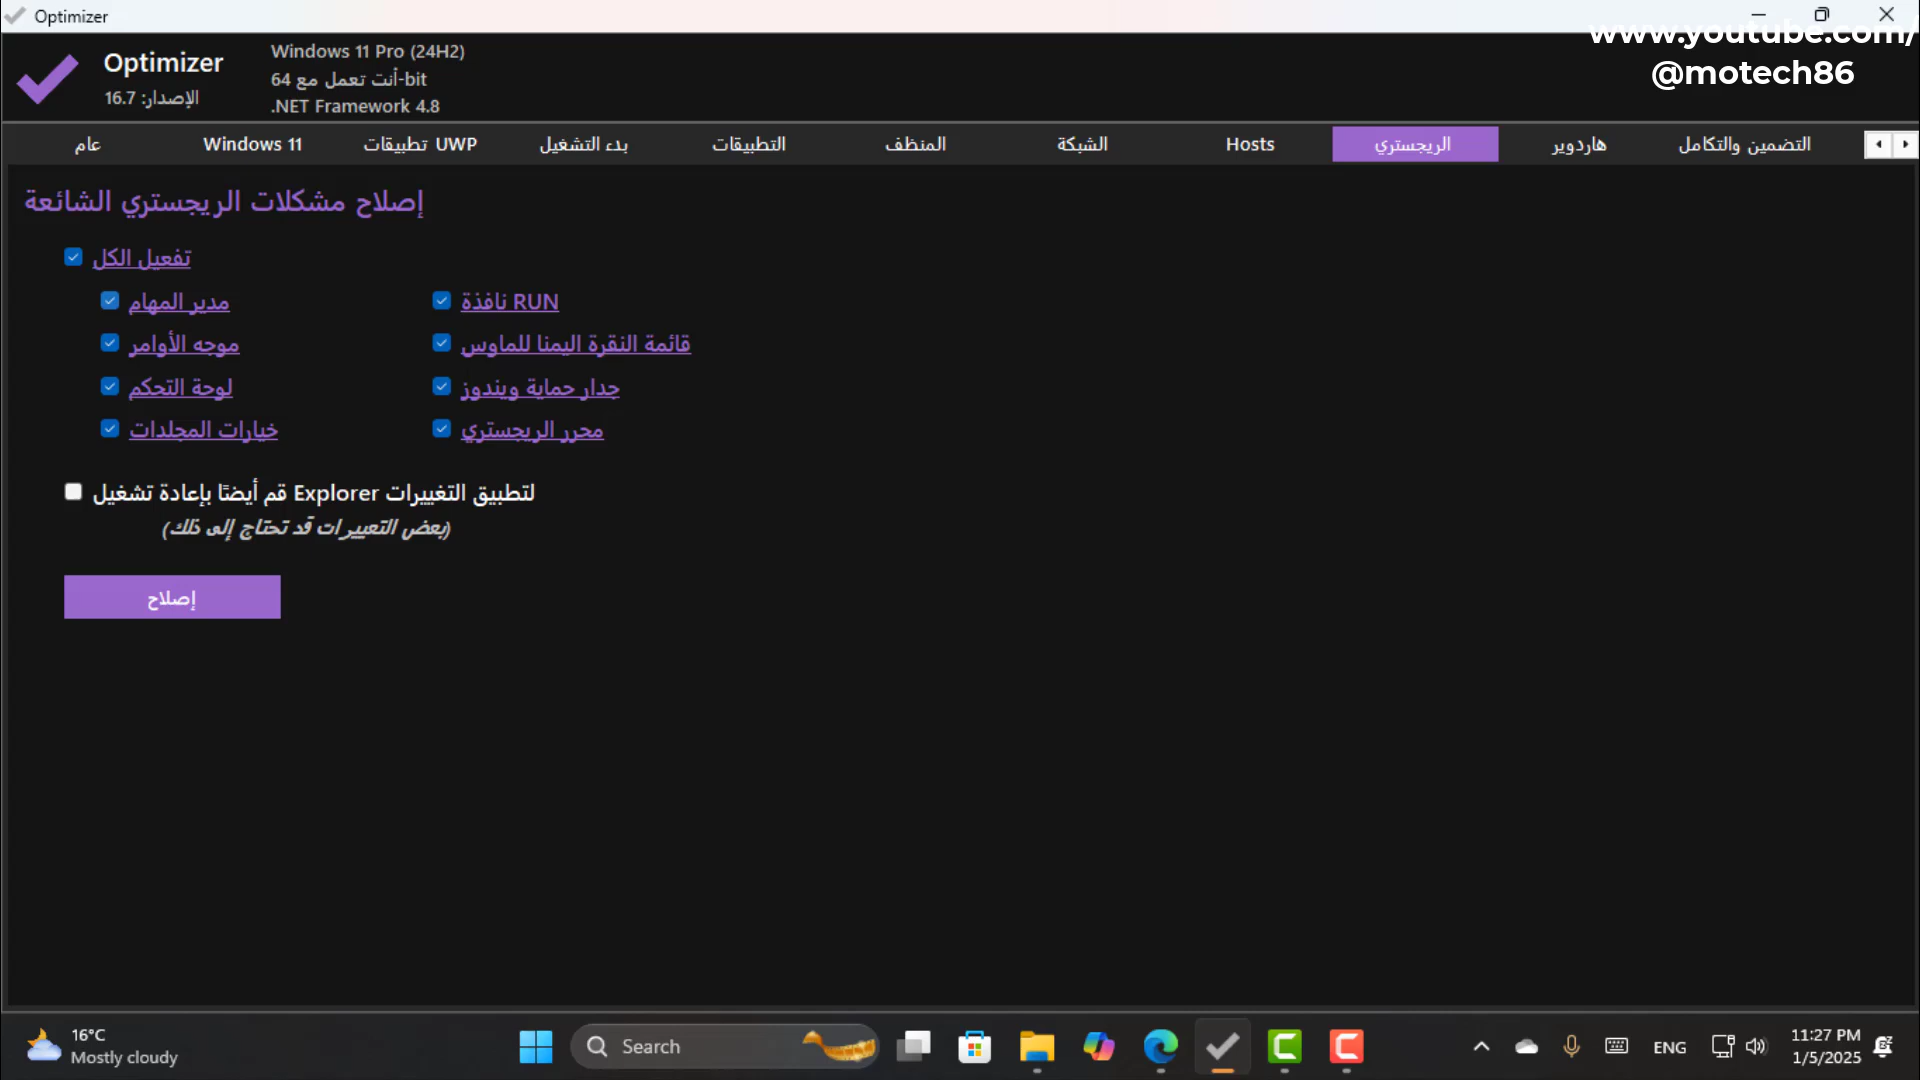 Optimizer
www.youtube.com/
@motech86
Optimizer
الإصدار: 16.7
Windows 11 Pro (24H2)
أنت تعمل مع 64-bit
.NET Framework 4.8
عام
Windows 11
تطبيقات UWP
بدء التشغيل
التطبيقات
المنظف
الشبكة
Hosts
الريجستري
هاردوير
التضمين والتكامل
إصلاح مشكلات الريجستري الشائعة
تفعيل الكل
مدير المهام
نافذة RUN
موجه الأوامر
قائمة النقرة اليمنا للماوس
لوحة التحكم
جدار حماية ويندوز
خيارات المجلدات
محرر الريجستري
قم أيضًا بإعادة تشغيل Explorer لتطبيق التغييرات
(بعض التعييرات قد تحتاج إلى ذلك)
إصلاح
16°C
Mostly cloudy
Search
ENG
11:27 PM
1/5/2025